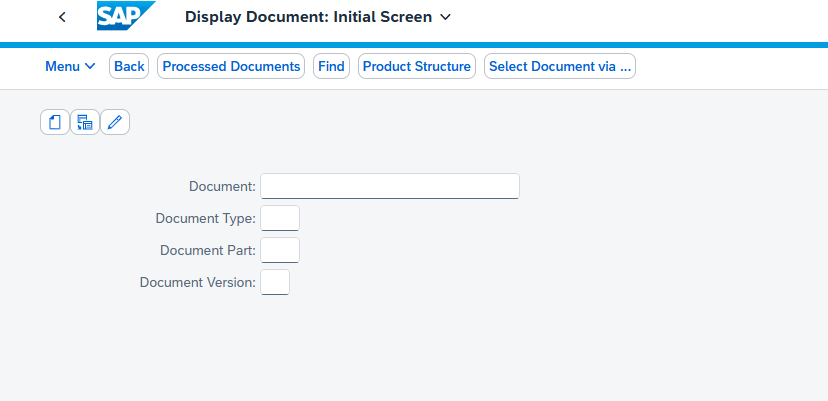 SAP Display Document: Initial Screen
Menu Back Processed Documents Find Product Structure Select Document via ...
Document:
Document Type:
Document Part:
Document Version: